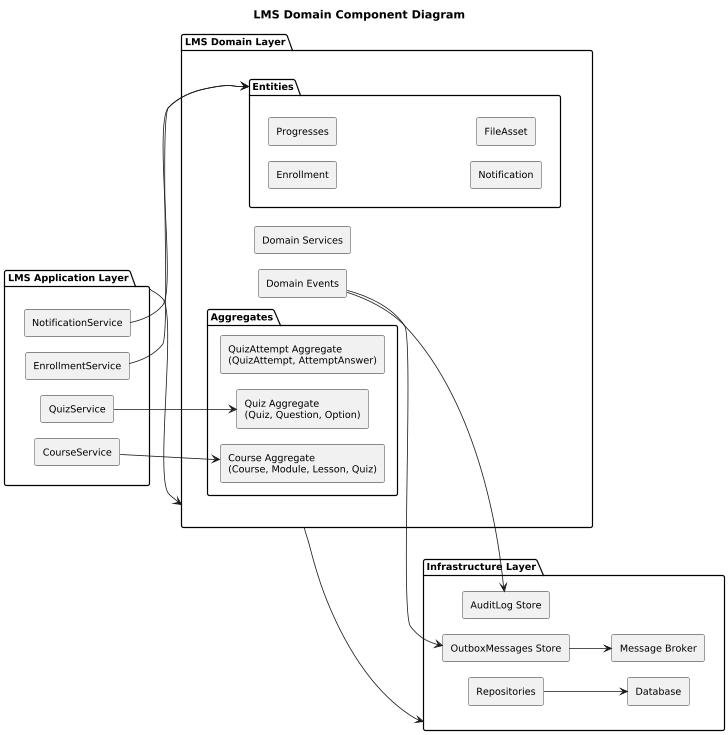 LMS Domain Component Diagram
LMS Domain Layer
Entities
Progresses
FileAsset
Enrollment
Notification
Domain Services
Domain Events
LMS Application Layer
NotificationService
EnrollmentService
QuizService
CourseService
Aggregates
QuizAttempt Aggregate
(QuizAttempt, AttemptAnswer)
Quiz Aggregate
(Quiz, Question, Option)
Course Aggregate
(Course, Module, Lesson, Quiz)
Infrastructure Layer
AuditLog Store
OutboxMessages Store
Message Broker
Repositories
Database